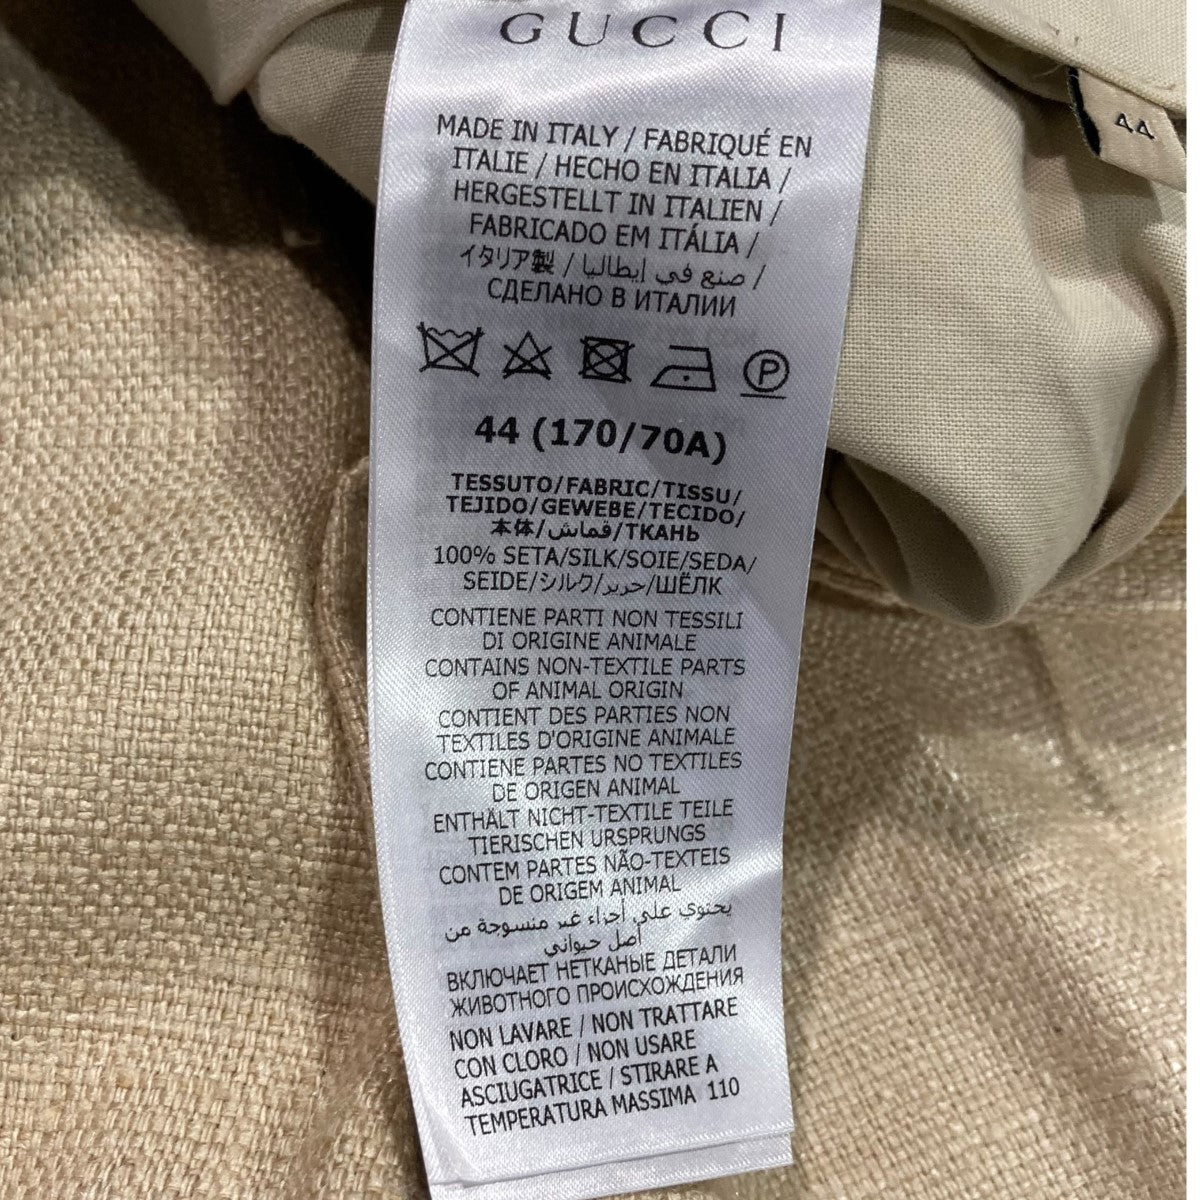 GUCCI
44
MADE IN ITALY / FABRIQUÉ EN
ITALIE / HECHO EN ITALIA /
HERGESTELLT IN ITALIEN /
FABRICADO EM ITÁLIA /
イタリア製 / صنع في إيطاليا /
СДЕЛАНО В ИТАЛИИ
P
44 (170/70A)
TESSUTO/FABRIC/TISSU/
TEJIDO/GEWEBE/TECIDO/
本体/قماش/ТКАНЬ
100% SETA/SILK/SOIE/SEDA/
SEIDE/シルク/حرير/ШЁЛК
CONTIENE PARTI NON TESSILI
DI ORIGINE ANIMALE
CONTAINS NON-TEXTILE PARTS
OF ANIMAL ORIGIN
CONTIENT DES PARTIES NON
TEXTILES D'ORIGINE ANIMALE
CONTIENE PARTES NO TEXTILES
DE ORIGEN ANIMAL
ENTHÄLT NICHT-TEXTILE TEILE
TIERISCHEN URSPRUNGS
CONTEM PARTES NÃO-TEXTEIS
DE ORIGEM ANIMAL
يحتوي على أجزاء غير منسوجة من
أصل حيواني
ВКЛЮЧАЕТ НЕТКАНЫЕ ДЕТАЛИ
ЖИВОТНОГО ПРОИСХОЖДЕНИЯ
NON LAVARE / NON TRATTARE
CON CLORO / NON USARE
ASCIUGATRICE / STIRARE A
TEMPERATURA MASSIMA 110